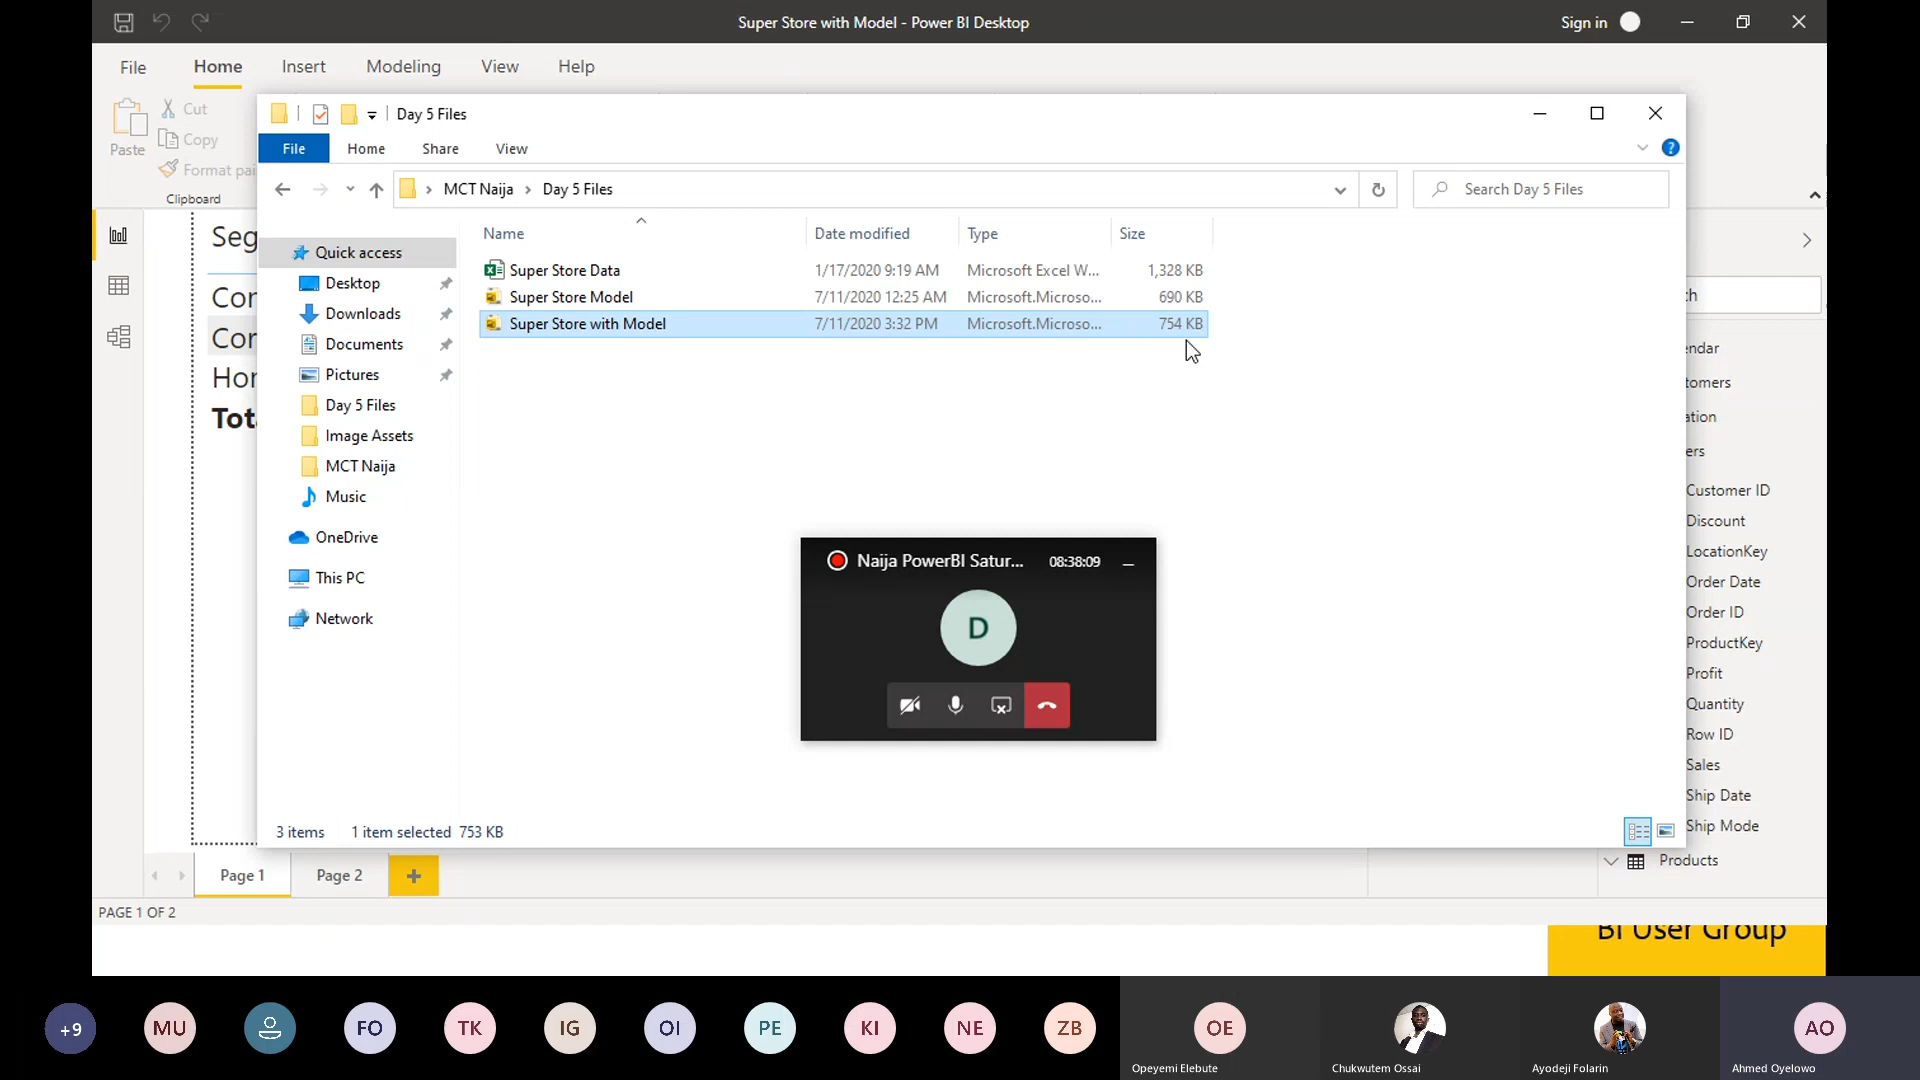 Super Store with Model - Power BI Desktop
Sign in
File Home Insert Modeling View Help
Cut
Copy
Paste
Format pai
Clipboard
Day 5 Files
File Home Share View
MCT Naija Day 5 Files
Search Day 5 Files
Name Date modified Type Size
Super Store Data 1/17/2020 9:19 AM Microsoft Excel W... 1,328 KB
Super Store Model 7/11/2020 12:25 AM Microsoft.Microso... 690 KB
Super Store with Model 7/11/2020 3:32 PM Microsoft.Microso... 754 KB
Quick access
Desktop
Downloads
Documents
Pictures
Day 5 Files
Image Assets
MCT Naija
Music
OneDrive
This PC
Network
3 items 1 item selected 753 KB
Seg
Cor
Cor
Hor
Tot
Naija PowerBI Satur... 08:38:09
D
ch
endar
tomers
ation
ers
Customer ID
Discount
LocationKey
Order Date
Order ID
ProductKey
Profit
Quantity
Row ID
Sales
Ship Date
Ship Mode
Products
Page 1 Page 2 +
PAGE 1 OF 2
BI User Group
+9 MU FO TK IG OI PE KI NE ZB OE AO
Opeyemi Elebute Chukwutem Ossai Ayodeji Folarin Ahmed Oyelowo